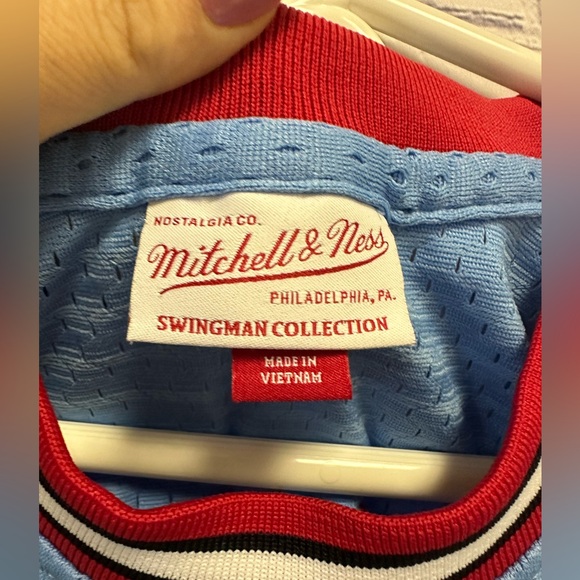 NOSTALGIA CO.
Mitchell & Ness
PHILADELPHIA, PA.
SWINGMAN COLLECTION
MADE IN
VIETNAM